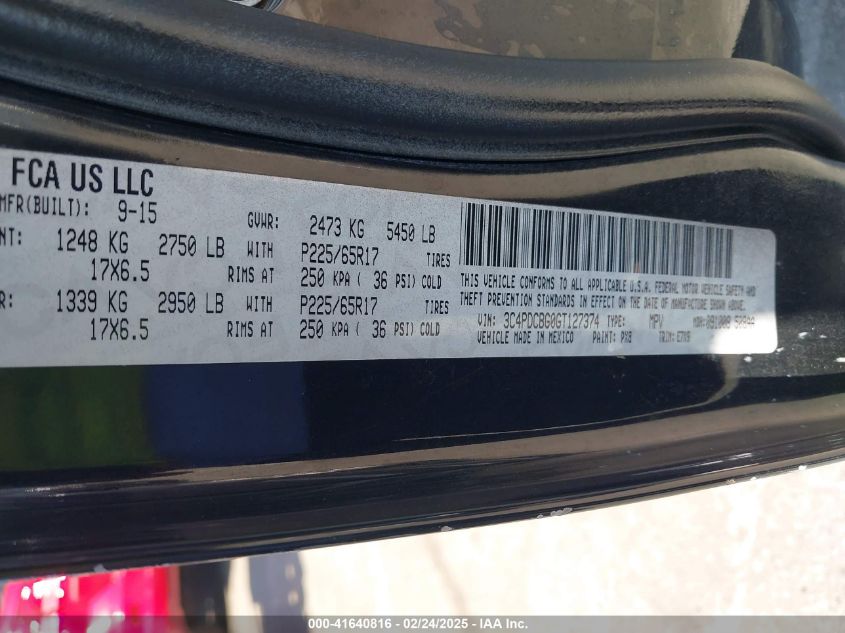 FCA US LLC
MFR(BUILT): 9-15
GVWR: 2473 KG 5450 LB
NT: 1248 KG 2750 LB WITH P225/65R17 TIRES
17X6.5 RIMS AT 250 KPA ( 36 PSI) COLD
R: 1339 KG 2950 LB WITH P225/65R17 TIRES
17X6.5 RIMS AT 250 KPA ( 36 PSI) COLD
THIS VEHICLE CONFORMS TO ALL APPLICABLE U.S.A. FEDERAL MOTOR VEHICLE SAFETY AND
THEFT PREVENTION STANDARDS IN EFFECT ON THE DATE OF MANUFACTURE SHOWN ABOVE.
VIN: 3C4PDCBG0GT127374 TYPE: MPV MDH: 091009
VEHICLE MADE IN MEXICO PAINT: PX8 TRIM: E7X9
000-41640816 - 02/24/2025 - IAA Inc.